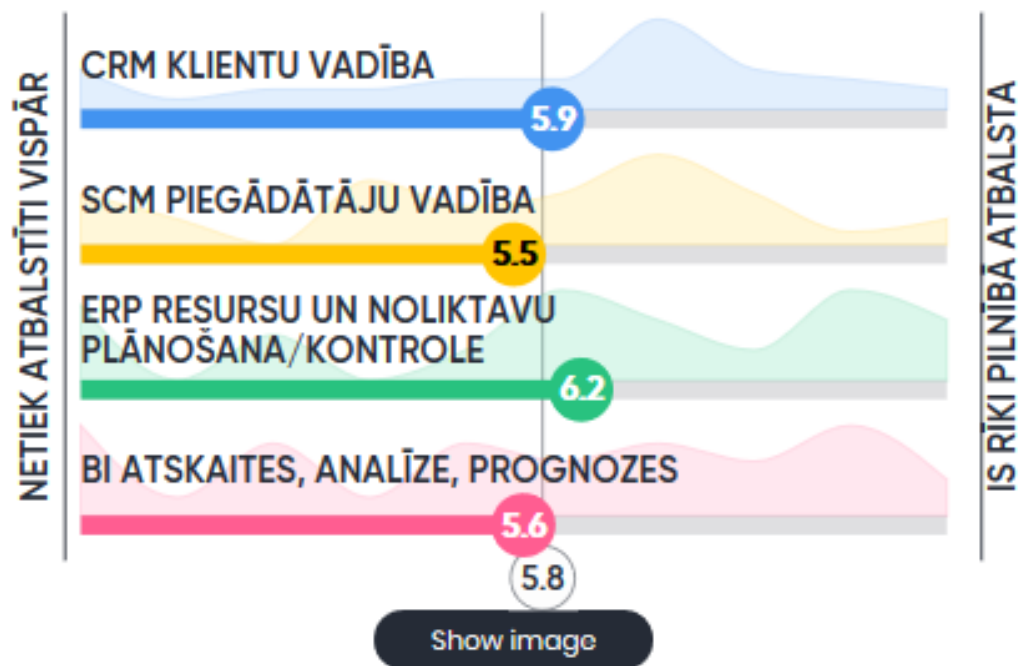 NETIEK ATBALSTĪTI VISPĀR
CRM KLIENTU VADĪBA
5.9
SCM PIEGĀDĀTĀJU VADĪBA
5.5
ERP RESURSU UN NOLIKTAVU
PLĀNOŠANA/KONTROLE
6.2
BI ATSKAITES, ANALĪZE, PROGNOZES
5.6
5.8
IS RĪKI PILNĪBĀ ATBALSTA
Show image